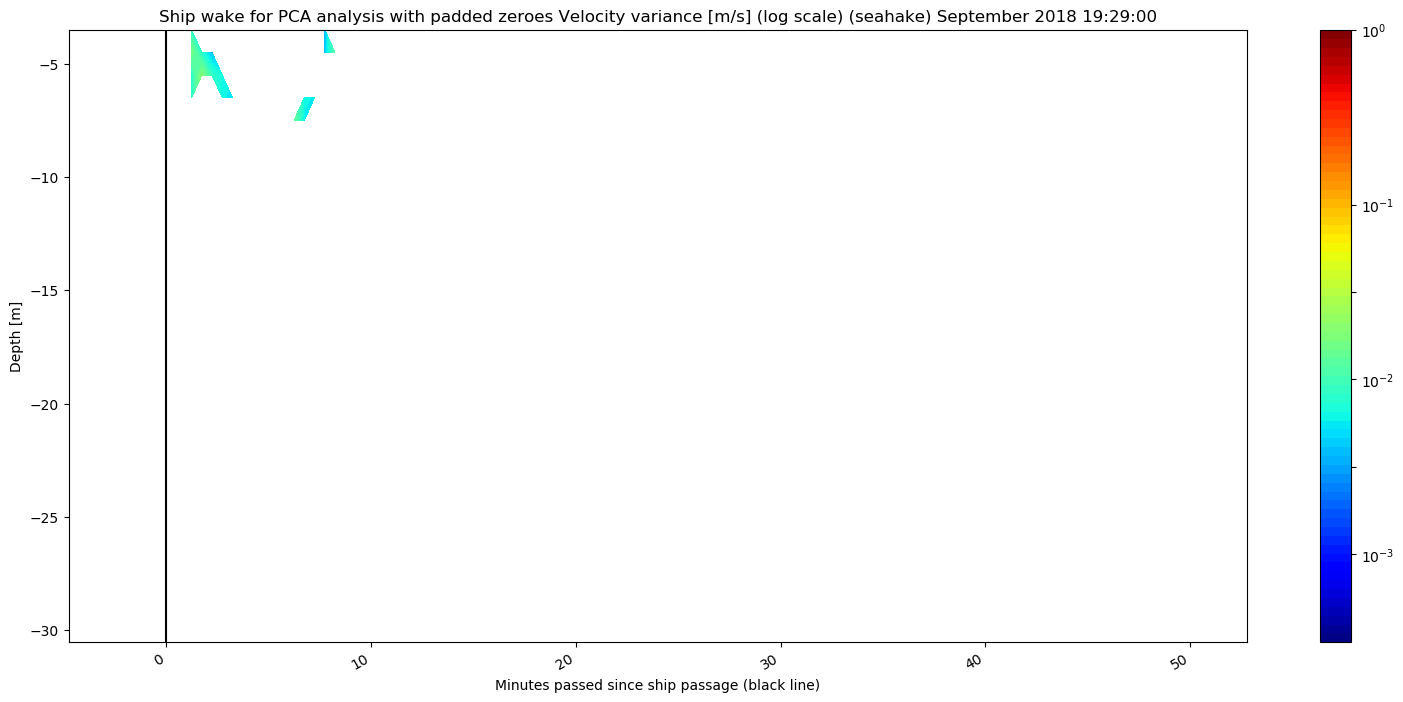 Ship wake for PCA analysis with padded zeroes Velocity variance [m/s] (log scale) (seahake) September 2018 19:29:00
10⁰
−5
10⁻¹
−10
−15
Depth [m]
10⁻²
−20
−25
10⁻³
−30
0 10 20 30 40 50
Minutes passed since ship passage (black line)